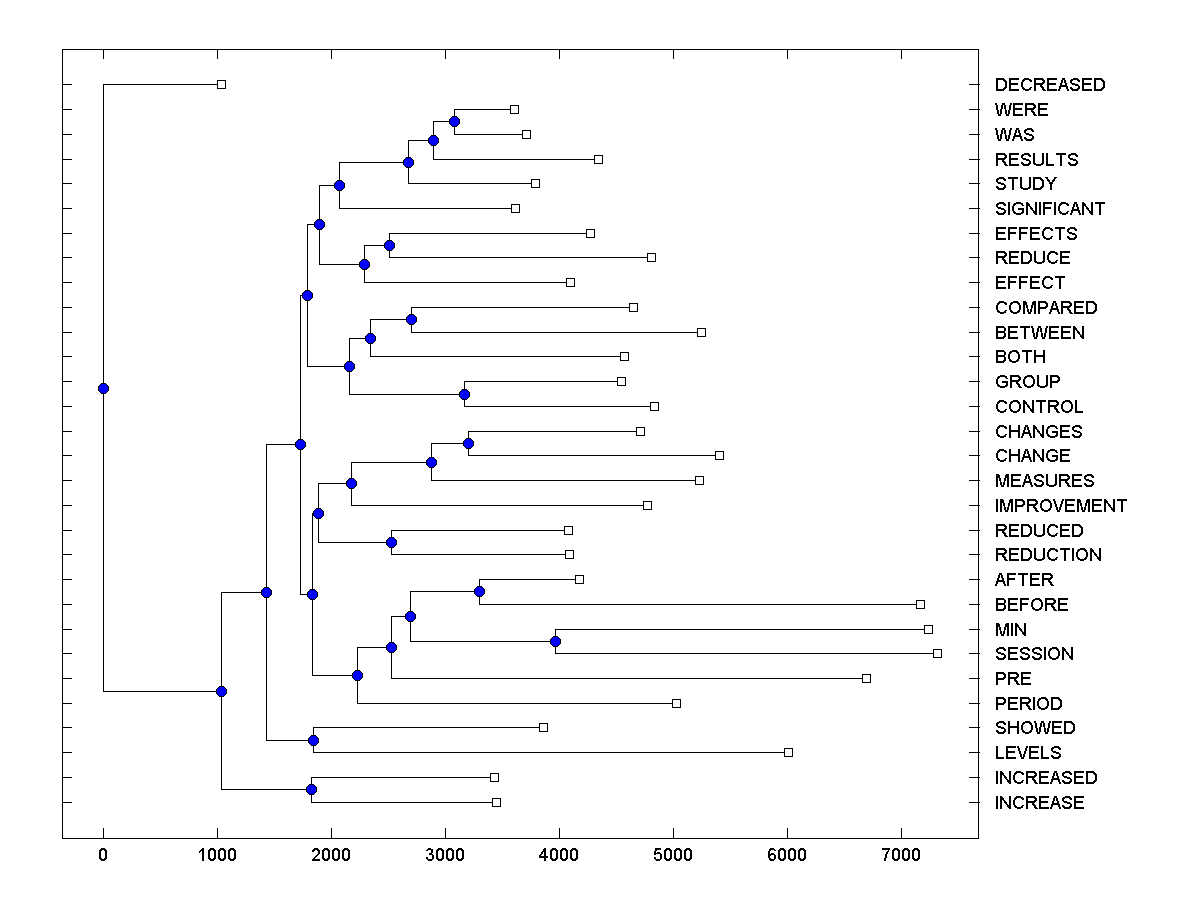 DECREASED
WERE
WAS
RESULTS
STUDY
SIGNIFICANT
EFFECTS
REDUCE
EFFECT
COMPARED
BETWEEN
BOTH
GROUP
CONTROL
CHANGES
CHANGE
MEASURES
IMPROVEMENT
REDUCED
REDUCTION
AFTER
BEFORE
MIN
SESSION
PRE
PERIOD
SHOWED
LEVELS
INCREASED
INCREASE
0 1000 2000 3000 4000 5000 6000 7000